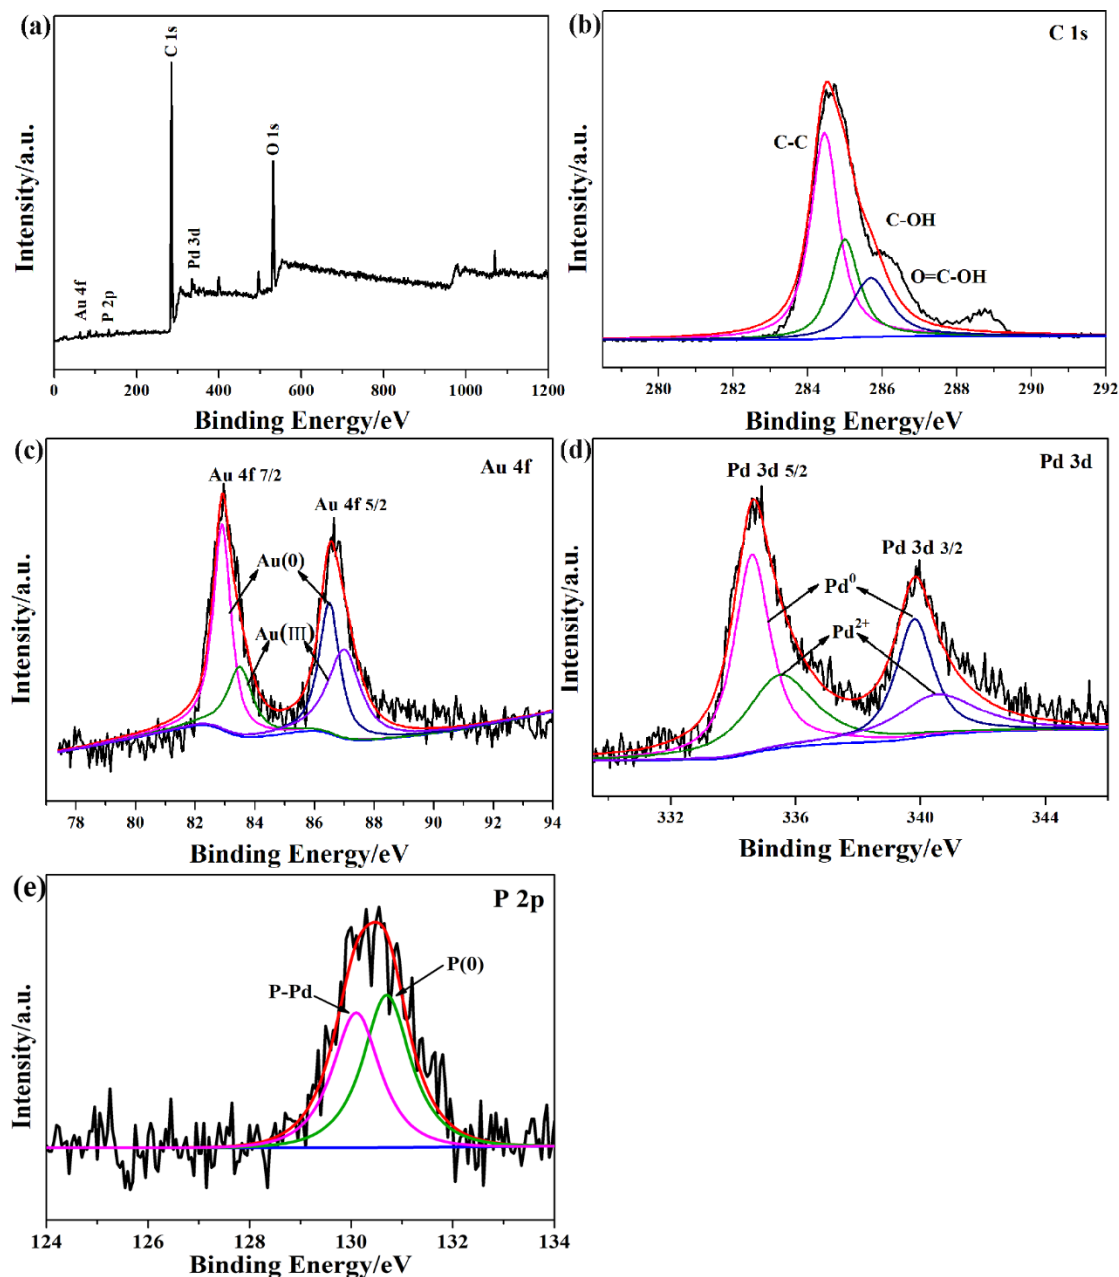 (a)
C 1s
O 1s
Pd 3d
Au 4f
P 2p
Intensity/a.u.
0 200 400 600 800 1000 1200
Binding Energy/eV
(b)
C 1s
C-C
C-OH
O=C-OH
Intensity/a.u.
280 282 284 286 288 290 292
Binding Energy/eV
(c)
Au 4f 7/2
Au 4f
Au 4f 5/2
Au(0)
Au(III)
Intensity/a.u.
78 80 82 84 86 88 90 92 94
Binding Energy/eV
(d)
Pd 3d 5/2
Pd 3d
Pd 3d 3/2
Pd⁰
Pd²⁺
Intensity/a.u.
332 336 340 344
Binding Energy/eV
(e)
P 2p
P(0)
P-Pd
Intensity/a.u.
124 126 128 130 132 134
Binding Energy/eV